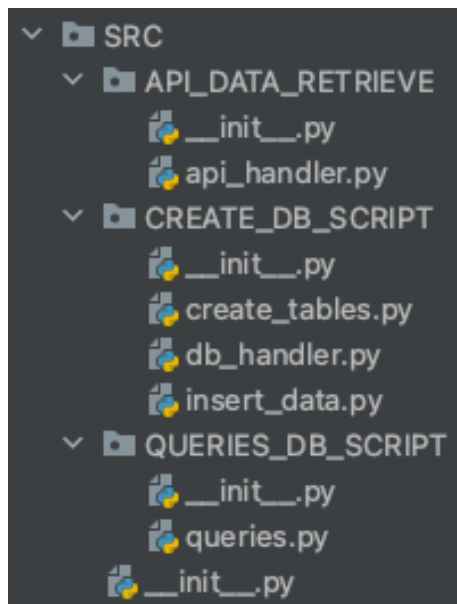 SRC
API_DATA_RETRIEVE
__init__.py
api_handler.py
CREATE_DB_SCRIPT
__init__.py
create_tables.py
db_handler.py
insert_data.py
QUERIES_DB_SCRIPT
__init__.py
queries.py
__init__.py